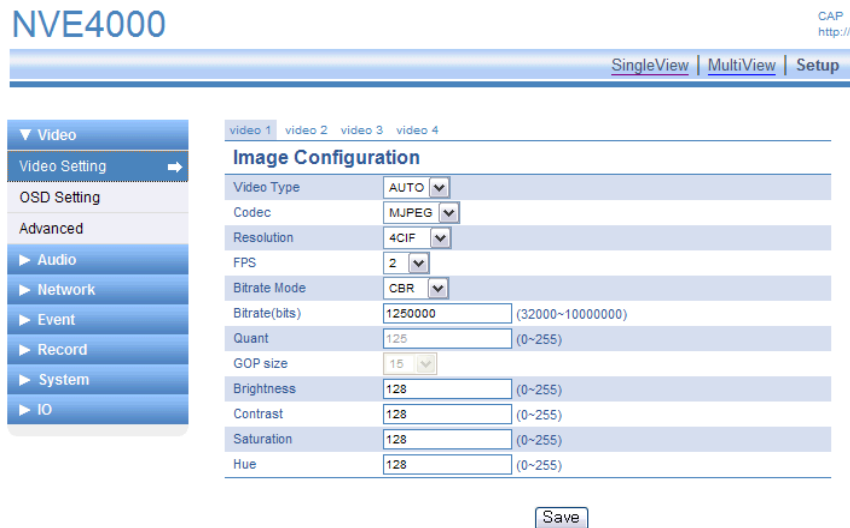 NVE4000
CAP
http://
SingleView | MultiView | Setup
▼ Video
Video Setting
OSD Setting
Advanced
► Audio
► Network
► Event
► Record
► System
► IO
video 1 video 2 video 3 video 4
Image Configuration
Video Type AUTO
Codec MJPEG
Resolution 4CIF
FPS 2
Bitrate Mode CBR
Bitrate(bits) 1250000 (32000~10000000)
Quant 125 (0~255)
GOP size 15
Brightness 128 (0~255)
Contrast 128 (0~255)
Saturation 128 (0~255)
Hue 128 (0~255)
Save